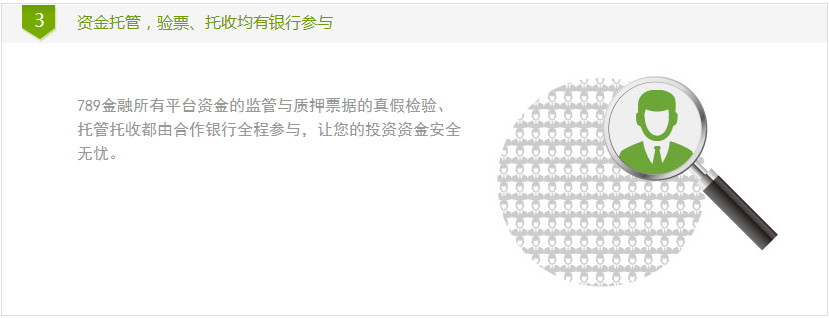 3
资金托管，验票、托收均有银行参与
789金融所有平台资金的监管与质押票据的真假检验、
托管托收都由合作银行全程参与，让您的投资资金安全
无忧。